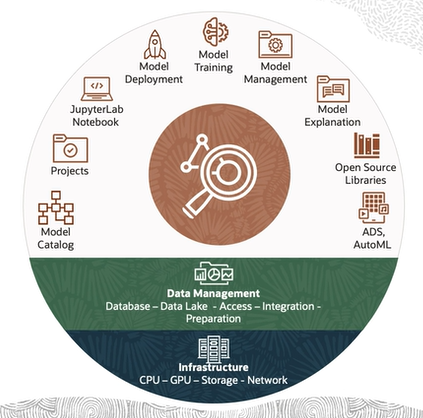 Model
Training
Model
Deployment
Model
Management
JupyterLab
Notebook
Model
Explanation
Projects
Open Source
Libraries
Model
Catalog
ADS,
AutoML
Data Management
Database – Data Lake - Access – Integration -
Preparation
Infrastructure
CPU – GPU – Storage - Network